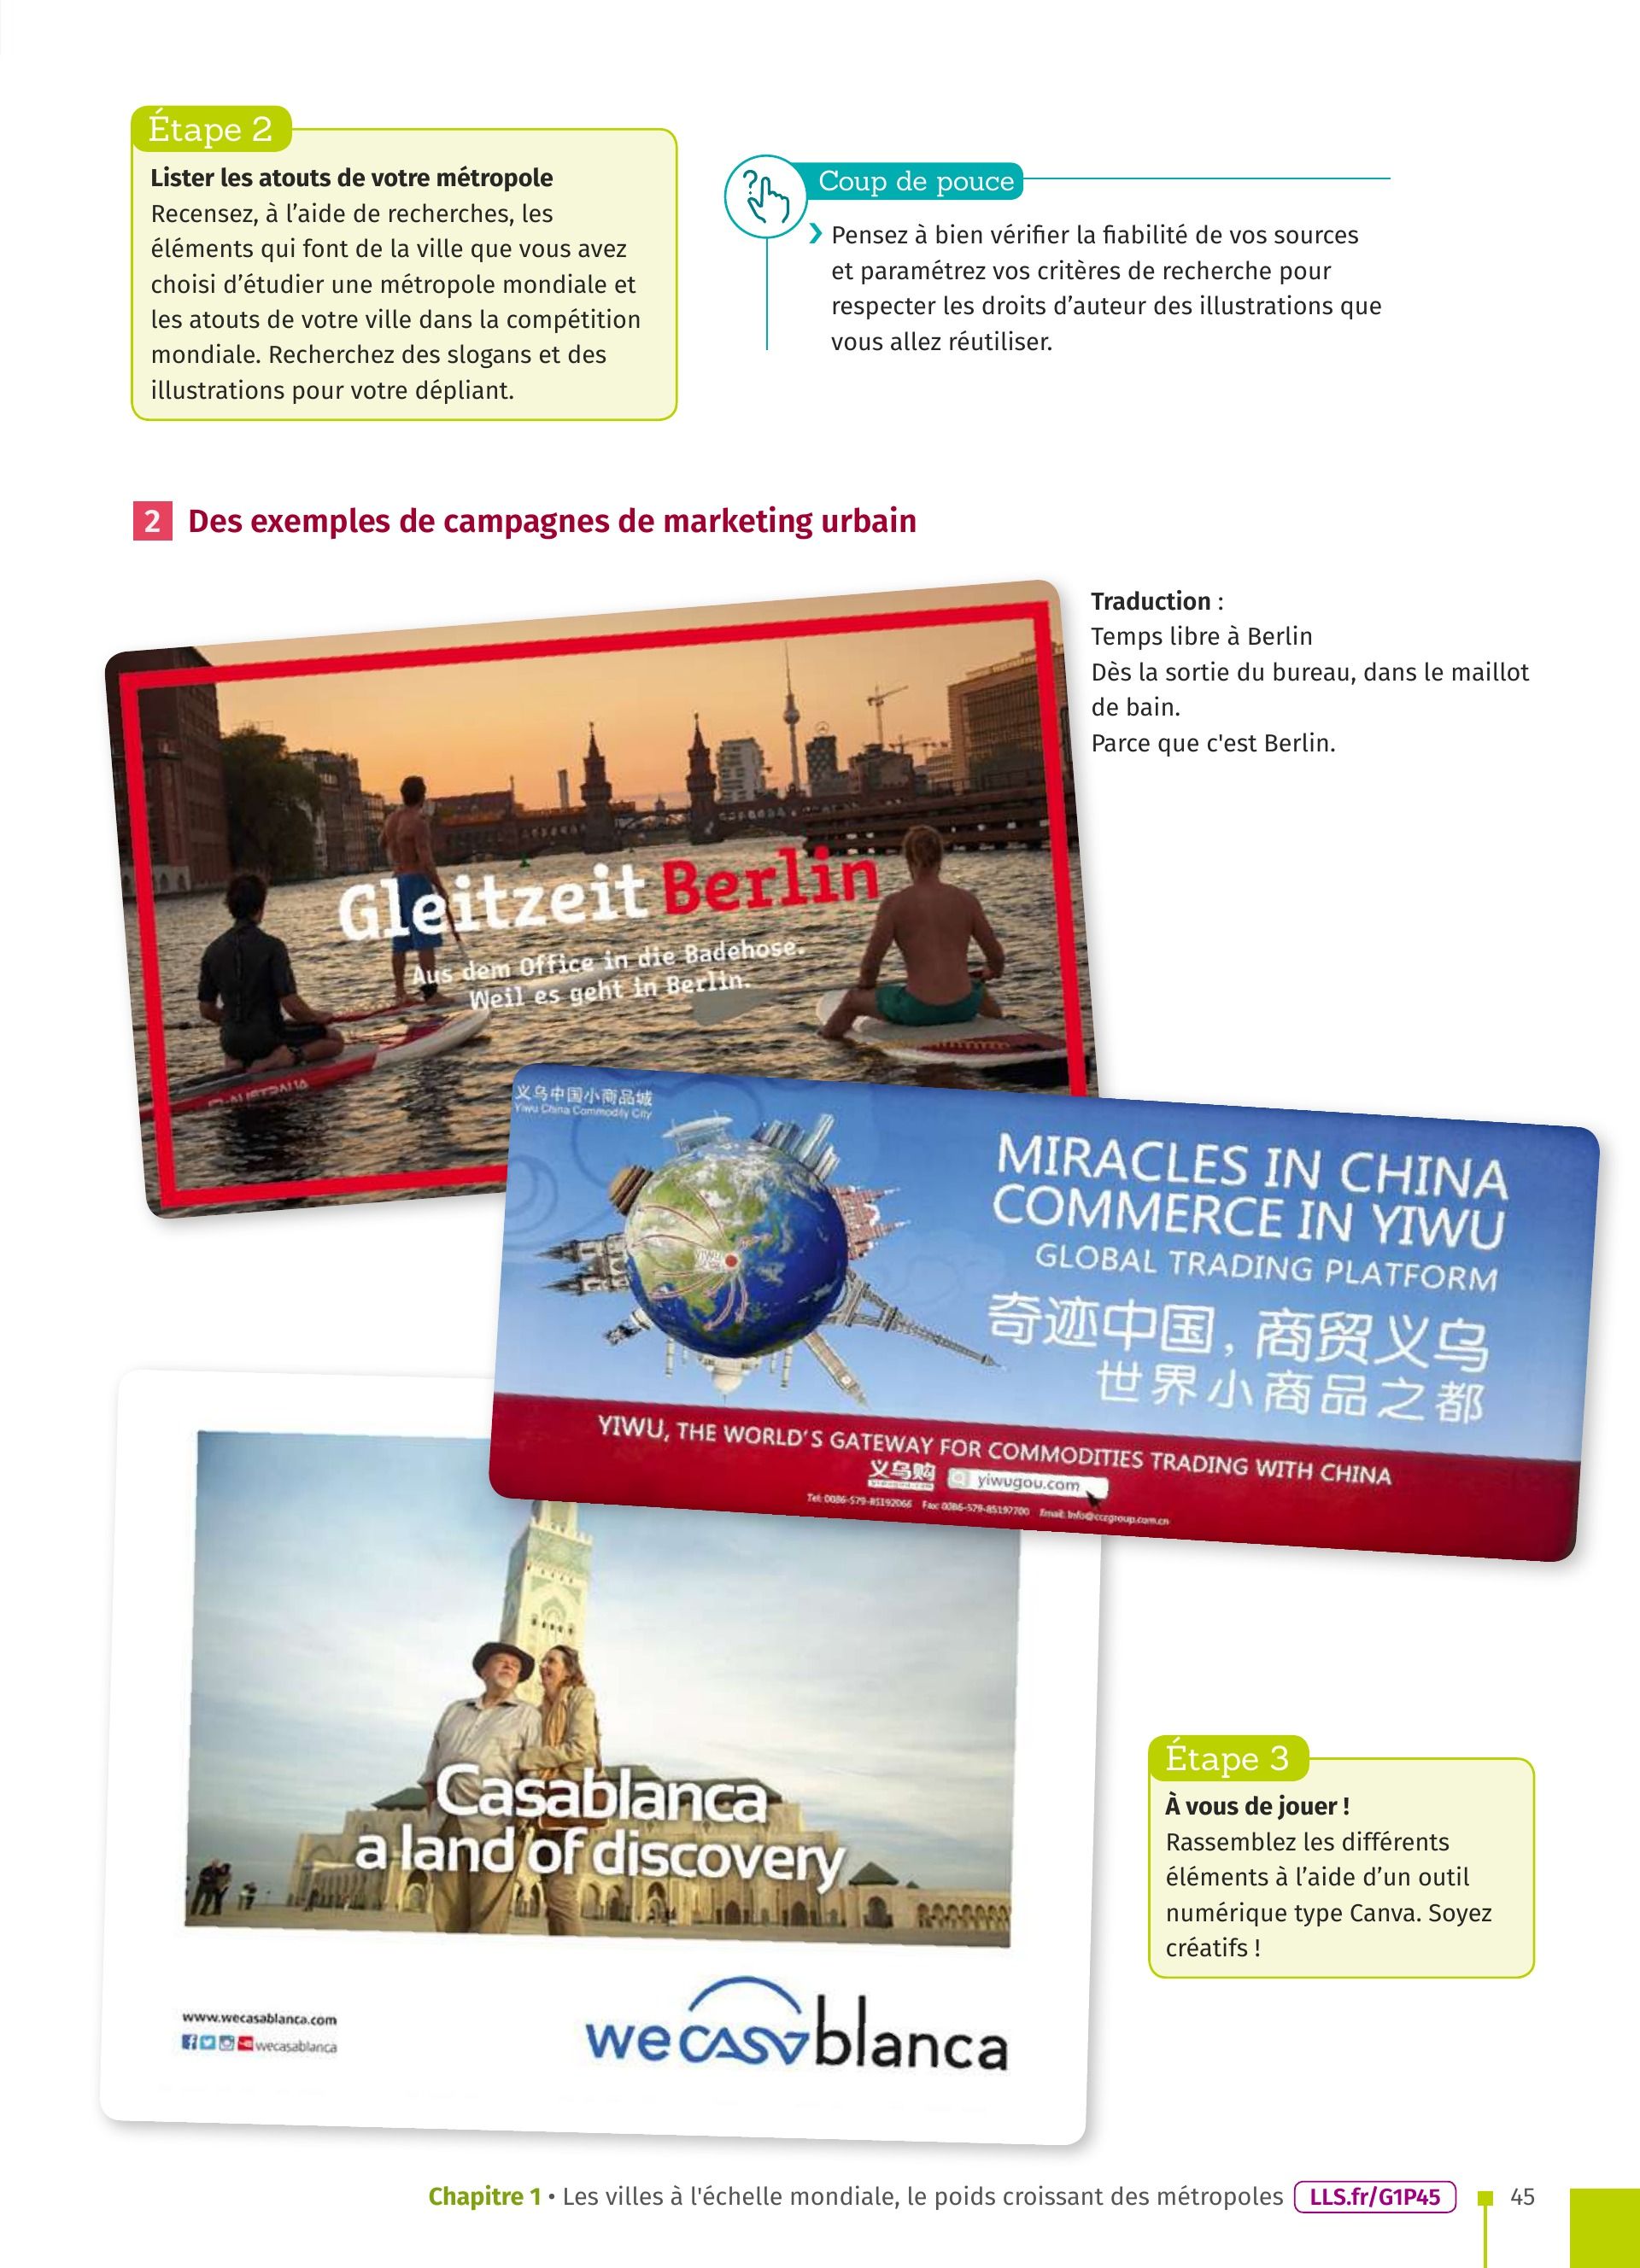 Étape 2
Lister les atouts de votre métropole
Recensez, à l’aide de recherches, les
éléments qui font de la ville que vous avez
choisi d’étudier une métropole mondiale et
les atouts de votre ville dans la compétition
mondiale. Recherchez des slogans et des
illustrations pour votre dépliant.
Coup de pouce
Pensez à bien vérifier la fiabilité de vos sources
et paramétrez vos critères de recherche pour
respecter les droits d’auteur des illustrations que
vous allez réutiliser.
2 Des exemples de campagnes de marketing urbain
Traduction :
Temps libre à Berlin
Dès la sortie du bureau, dans le maillot
de bain.
Parce que c'est Berlin.
Gleitzeit Berlin
Aus dem Office in die Badehose.
Weil es geht in Berlin.
义乌中国小商品城
Yiwu China Commodity City
MIRACLES IN CHINA
COMMERCE IN YIWU
GLOBAL TRADING PLATFORM
奇迹中国，商贸义乌
世界小商品之都
YIWU, THE WORLD'S GATEWAY FOR COMMODITIES TRADING WITH CHINA
义乌购 yiwugou.com
Tel: 0086-579-85192066 Fax: 0086-579-85197700 Email: info@cccgroup.com.cn
Casablanca
a land of discovery
www.wecasablanca.com
wecasablanca
wecasablanca
Étape 3
À vous de jouer !
Rassemblez les différents
éléments à l’aide d’un outil
numérique type Canva. Soyez
créatifs !
Chapitre 1 • Les villes à l'échelle mondiale, le poids croissant des métropoles LLS.fr/G1P45 45